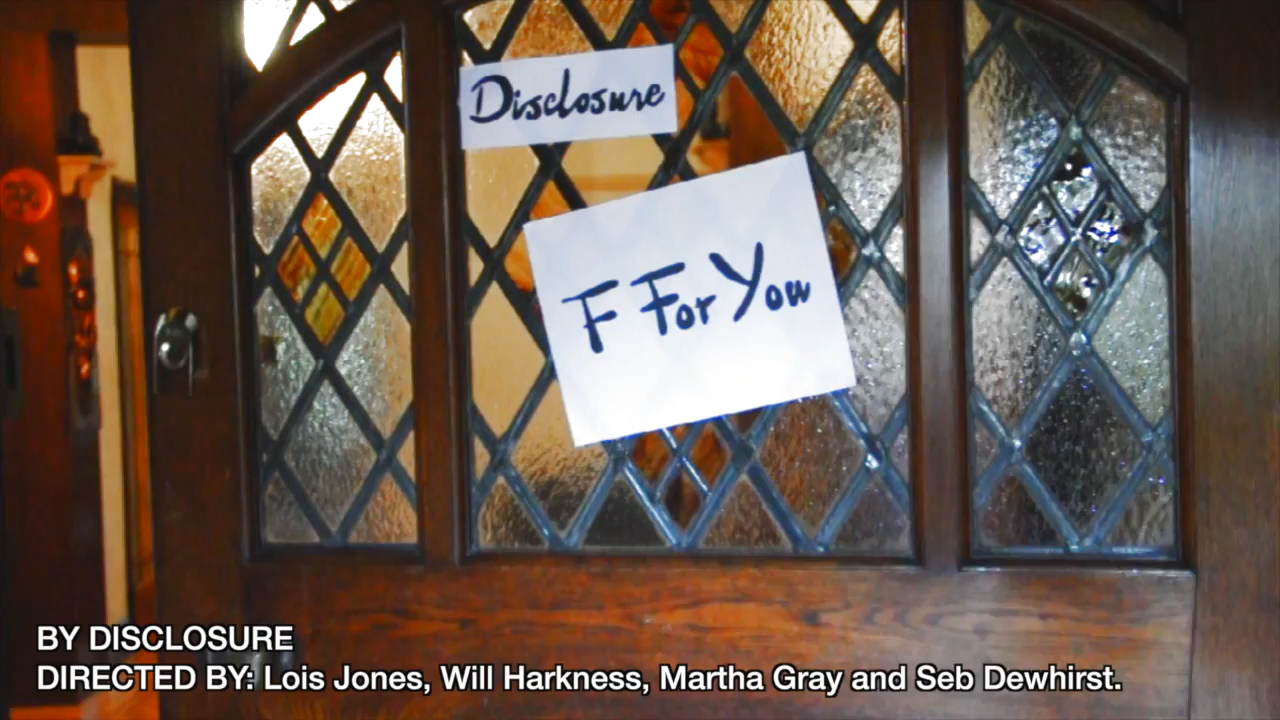 Disclosure
F For You
BY DISCLOSURE
DIRECTED BY: Lois Jones, Will Harkness, Martha Gray and Seb Dewhirst.